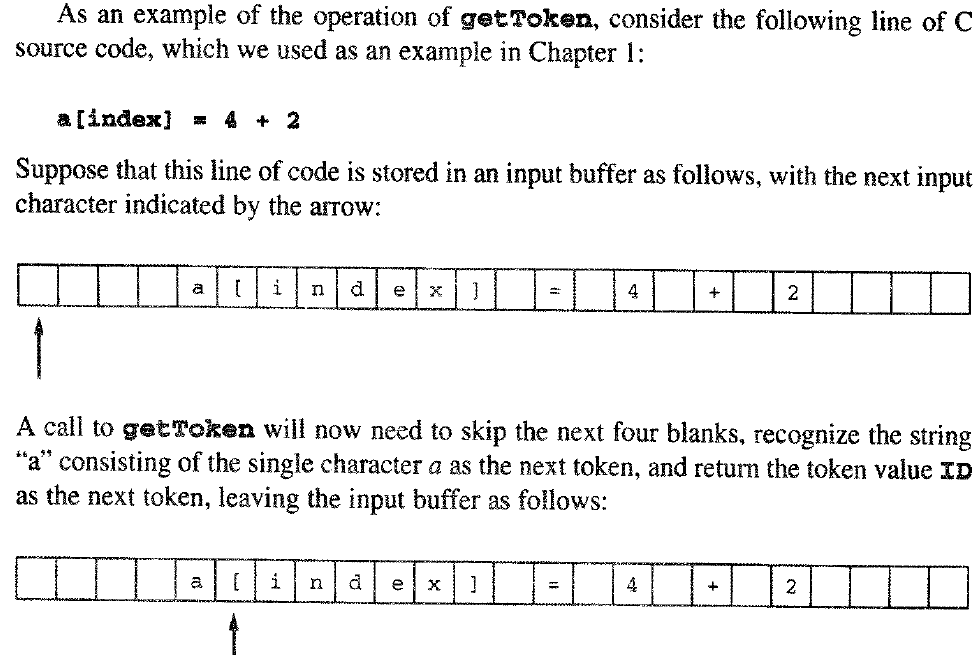 As an example of the operation of getToken, consider the following line of C
source code, which we used as an example in Chapter 1:
a[index] = 4 + 2
Suppose that this line of code is stored in an input buffer as follows, with the next input
character indicated by the arrow:
a [ i n d e x ] = 4 + 2
A call to getToken will now need to skip the next four blanks, recognize the string
“a” consisting of the single character a as the next token, and return the token value ID
as the next token, leaving the input buffer as follows:
a [ i n d e x ] = 4 + 2